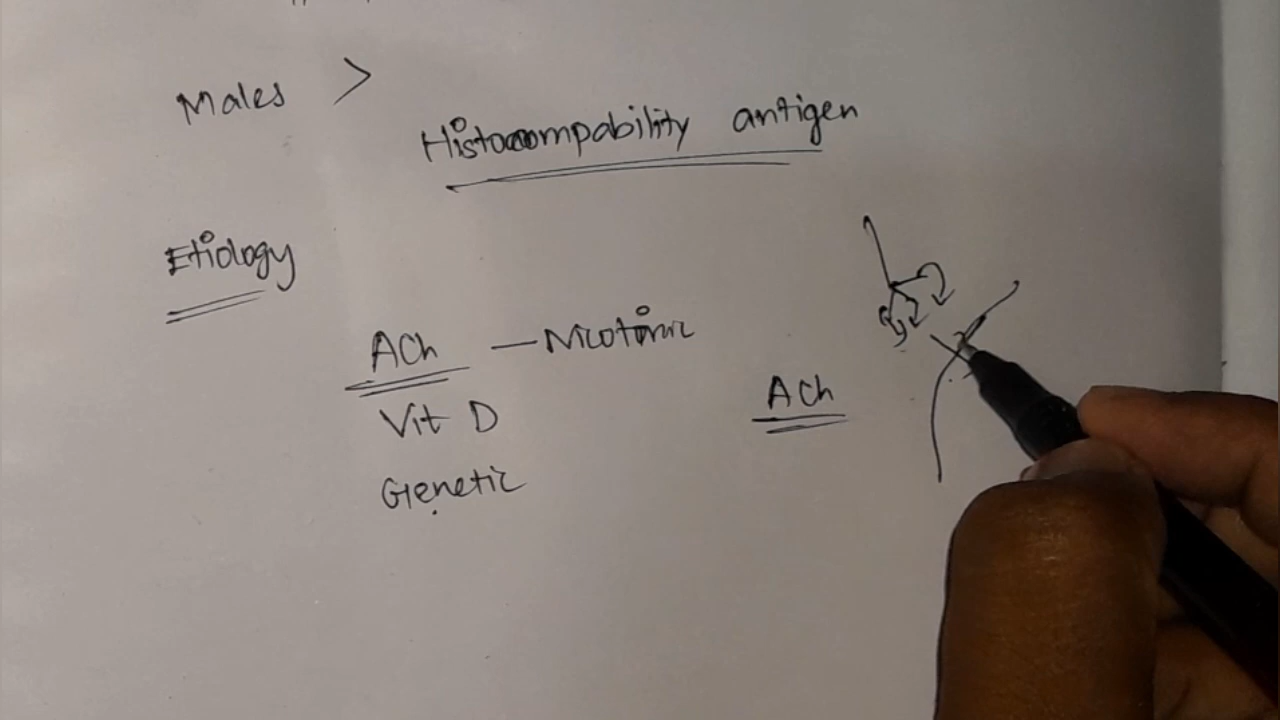 Males >
Histocompability antigen
Etiology
ACh — Nicotinic
Vit D
Genetic
ACh